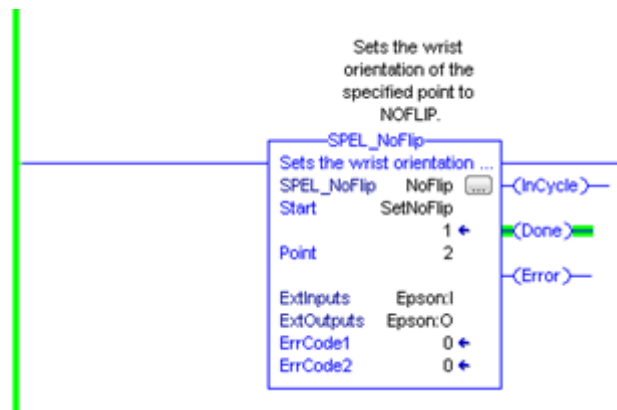 Sets the wrist
orientation of the
specified point to
NOFLIP.
SPEL_NoFlip
Sets the wrist orientation ...
SPEL_NoFlip NoFlip ... (InCycle)
Start SetNoFlip
1 (Done)
Point 2
(Error)
ExtInputs Epson:I
ExtOutputs Epson:O
ErrCode1 0
ErrCode2 0